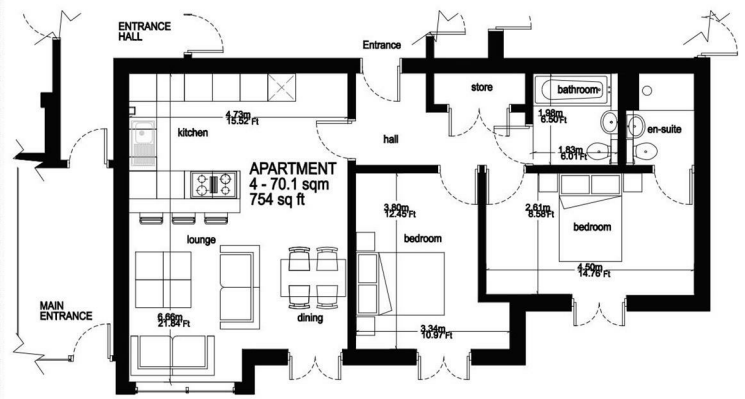 ENTRANCE
HALL
Entrance
store
bathroom
4.73m
15.52 Ft
1.98m
6.50 Ft
kitchen
hall
en-suite
1.83m
6.01 Ft
APARTMENT
4 - 70.1 sqm
754 sq ft
3.80m
12.45 Ft
2.61m
8.58 Ft
lounge
bedroom
bedroom
4.50m
14.76 Ft
MAIN
ENTRANCE
6.66m
21.84 Ft
dining
3.34m
10.97 Ft